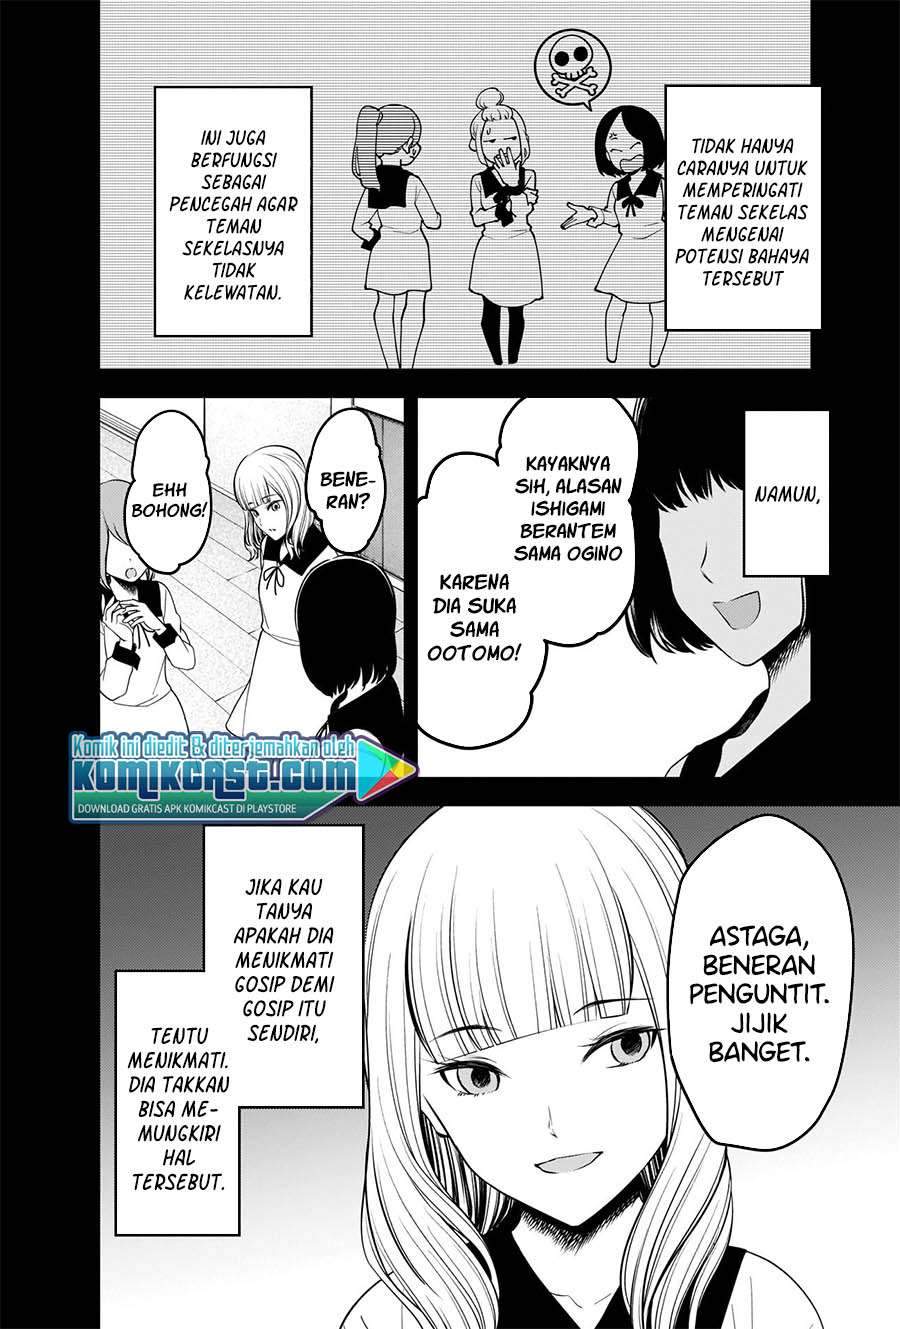 TIDAK HANYA
CARANYA UNTUK
MEMPERINGATI
TEMAN SEKELAS
MENGENAI
POTENSI BAHAYA
TERSEBUT
INI JUGA
BERFUNGSI
SEBAGAI
PENCEGAH AGAR
TEMAN
SEKELASNYA
TIDAK
KELEWATAN.
NAMUN,
KAYAKNYA
SIH, ALASAN
ISHIGAMI
BERANTEM
SAMA OGINO
KARENA
DIA SUKA
SAMA
OOTOMO!
BENE-
RAN?
EHH
BOHONG!
Komik ini diedit & diterjemahkan oleh
KOMIKCAST.COM
DOWNLOAD GRATIS APK KOMIKCAST DI PLAYSTORE
ASTAGA,
BENERAN
PENGUNTIT.
JIJIK
BANGET.
JIKA KAU
TANYA
APAKAH DIA
MENIKMATI
GOSIP DEMI
GOSIP ITU
SENDIRI,
TENTU
MENIKMATI.
DIA TAKKAN
BISA ME-
MUNGKIRI
HAL
TERSEBUT.